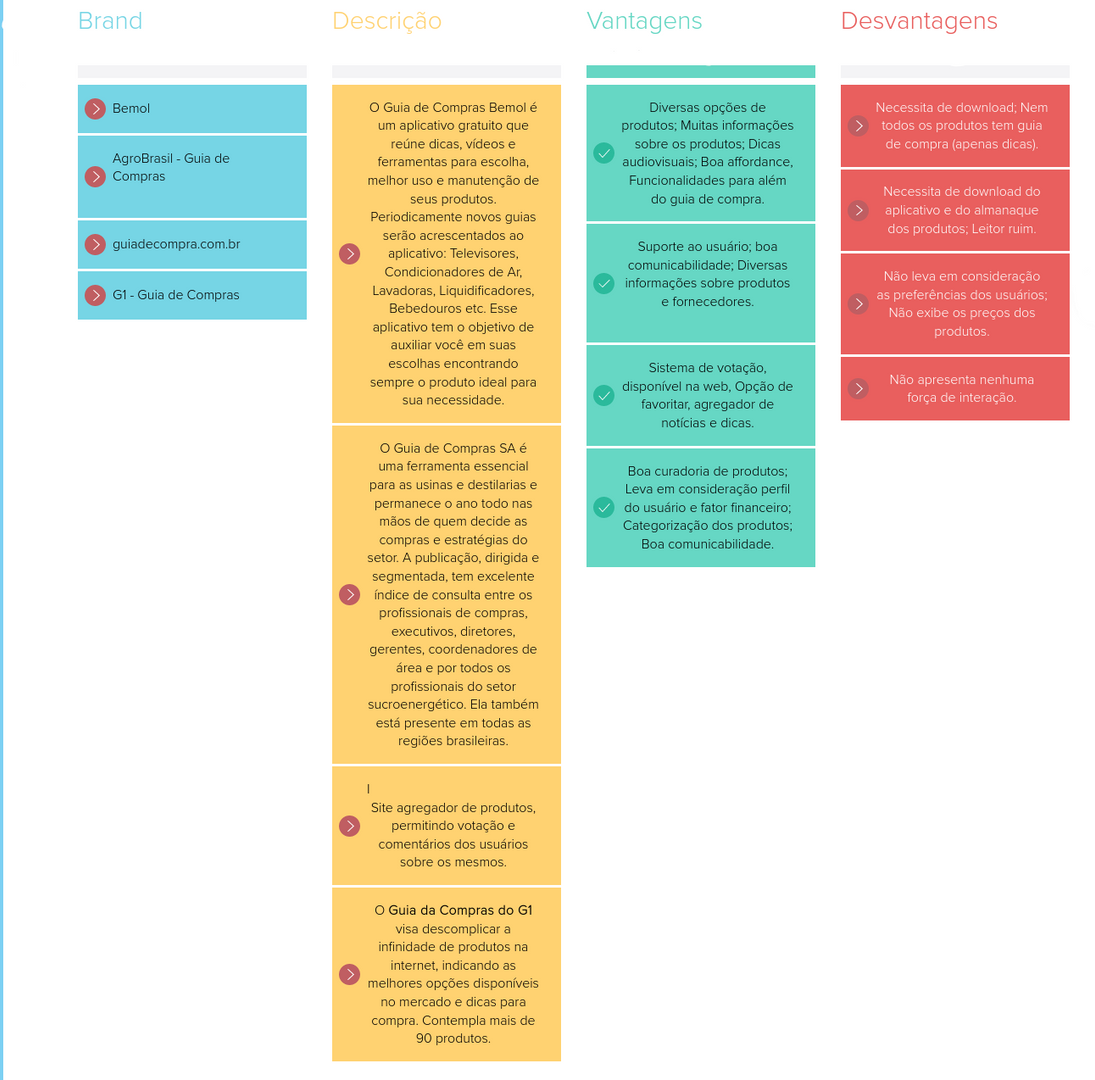 Brand
Bemol
AgroBrasil - Guia de
Compras
guiadecompra.com.br
G1 - Guia de Compras
Descrição
O Guia de Compras Bemol é
um aplicativo gratuito que
reúne dicas, vídeos e
ferramentas para escolha,
melhor uso e manutenção de
seus produtos.
Periodicamente novos guias
serão acrescentados ao
aplicativo: Televisores,
Condicionadores de Ar,
Lavadoras, Liquidificadores,
Bebedouros etc. Esse
aplicativo tem o objetivo de
auxiliar você em suas
escolhas encontrando
sempre o produto ideal para
sua necessidade.
O Guia de Compras SA é
uma ferramenta essencial
para as usinas e destilarias e
permanece o ano todo nas
mãos de quem decide as
compras e estratégias do
setor. A publicação, dirigida e
segmentada, tem excelente
índice de consulta entre os
profissionais de compras,
executivos, diretores,
gerentes, coordenadores de
área e por todos os
profissionais do setor
sucroenergético. Ela também
está presente em todas as
regiões brasileiras.
I
Site agregador de produtos,
permitindo votação e
comentários dos usuários
sobre os mesmos.
O Guia da Compras do G1
visa descomplicar a
infinidade de produtos na
internet, indicando as
melhores opções disponíveis
no mercado e dicas para
compra. Contempla mais de
90 produtos.
Vantagens
Diversas opções de
produtos; Muitas informações
sobre os produtos; Dicas
audiovisuais; Boa affordance,
Funcionalidades para além
do guia de compra.
Suporte ao usuário; boa
comunicabilidade; Diversas
informações sobre produtos
e fornecedores.
Sistema de votação,
disponível na web, Opção de
favoritar, agregador de
notícias e dicas.
Boa curadoria de produtos;
Leva em consideração perfil
do usuário e fator financeiro;
Categorização dos produtos;
Boa comunicabilidade.
Desvantagens
Necessita de download; Nem
todos os produtos tem guia
de compra (apenas dicas).
Necessita de download do
aplicativo e do almanaque
dos produtos; Leitor ruim.
Não leva em consideração
as preferências dos usuários;
Não exibe os preços dos
produtos.
Não apresenta nenhuma
força de interação.